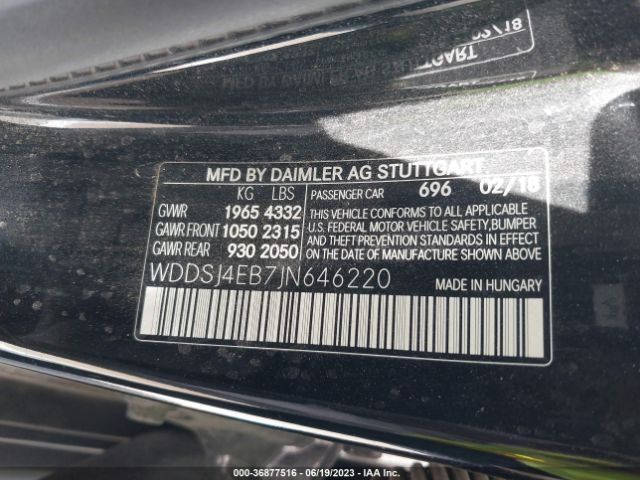 MFD BY DAIMLER AG STUTTGART
KG LBS
GVWR 1965 4332
GAWR FRONT 1050 2315
GAWR REAR 930 2050
PASSENGER CAR 696 02/18
THIS VEHICLE CONFORMS TO ALL APPLICABLE
U.S. FEDERAL MOTOR VEHICLE SAFETY,BUMPER
AND THEFT PREVENTION STANDARDS IN EFFECT
ON THE DATE OF MANUFACTURE SHOWN ABOVE
WDDSJ4EB7JN646220
MADE IN HUNGARY
000-36877516 - 06/19/2023 - IAA Inc.